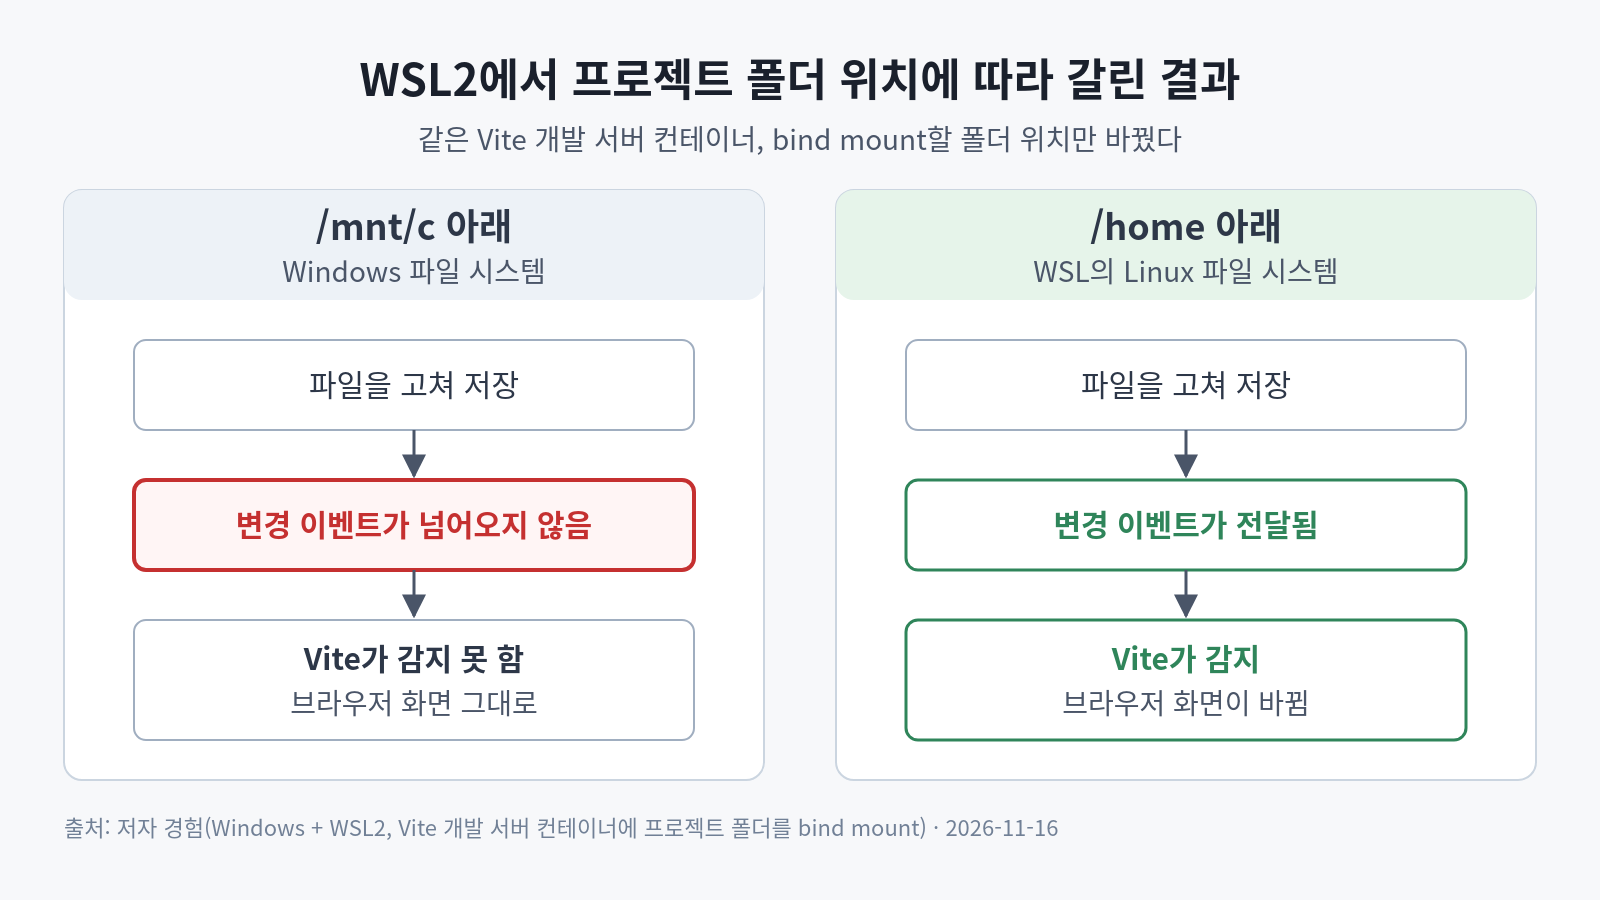 WSL2에서 프로젝트 폴더 위치에 따라 갈린 결과
같은 Vite 개발 서버 컨테이너, bind mount할 폴더 위치만 바꿨다
/mnt/c 아래
Windows 파일 시스템
파일을 고쳐 저장
변경 이벤트가 넘어오지 않음
Vite가 감지 못 함
브라우저 화면 그대로
/home 아래
WSL의 Linux 파일 시스템
파일을 고쳐 저장
변경 이벤트가 전달됨
Vite가 감지
브라우저 화면이 바뀜
출처: 저자 경험(Windows + WSL2, Vite 개발 서버 컨테이너에 프로젝트 폴더를 bind mount) · 2026-11-16